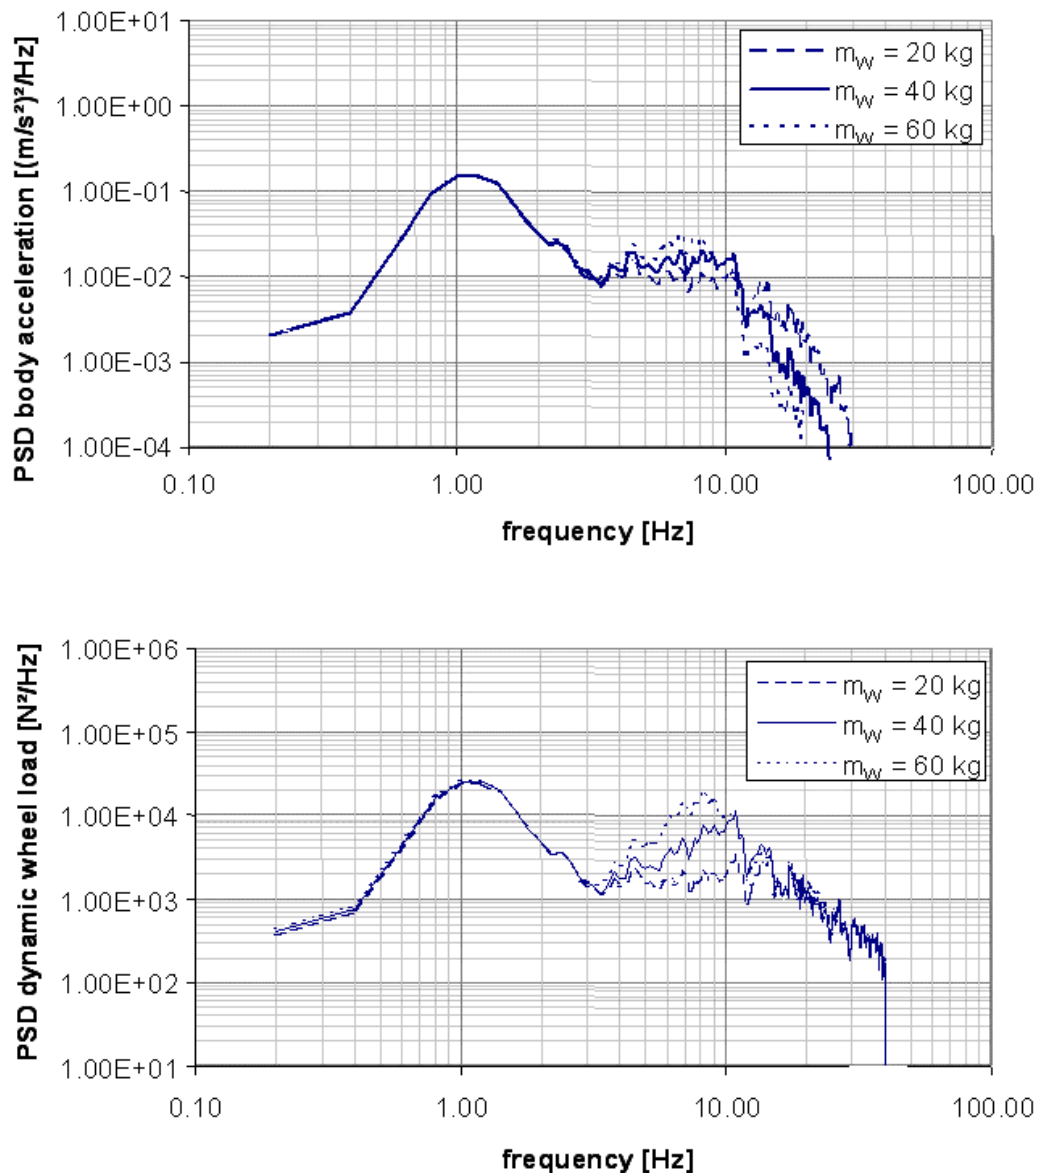 PSD body acceleration [(m/s²)²/Hz]
1.00E+01
1.00E+00
1.00E-01
1.00E-02
1.00E-03
1.00E-04
m_W = 20 kg
m_W = 40 kg
m_W = 60 kg
0.10 1.00 10.00 100.00
frequency [Hz]
PSD dynamic wheel load [N²/Hz]
1.00E+06
1.00E+05
1.00E+04
1.00E+03
1.00E+02
1.00E+01
m_W = 20 kg
m_W = 40 kg
m_W = 60 kg
0.10 1.00 10.00 100.00
frequency [Hz]